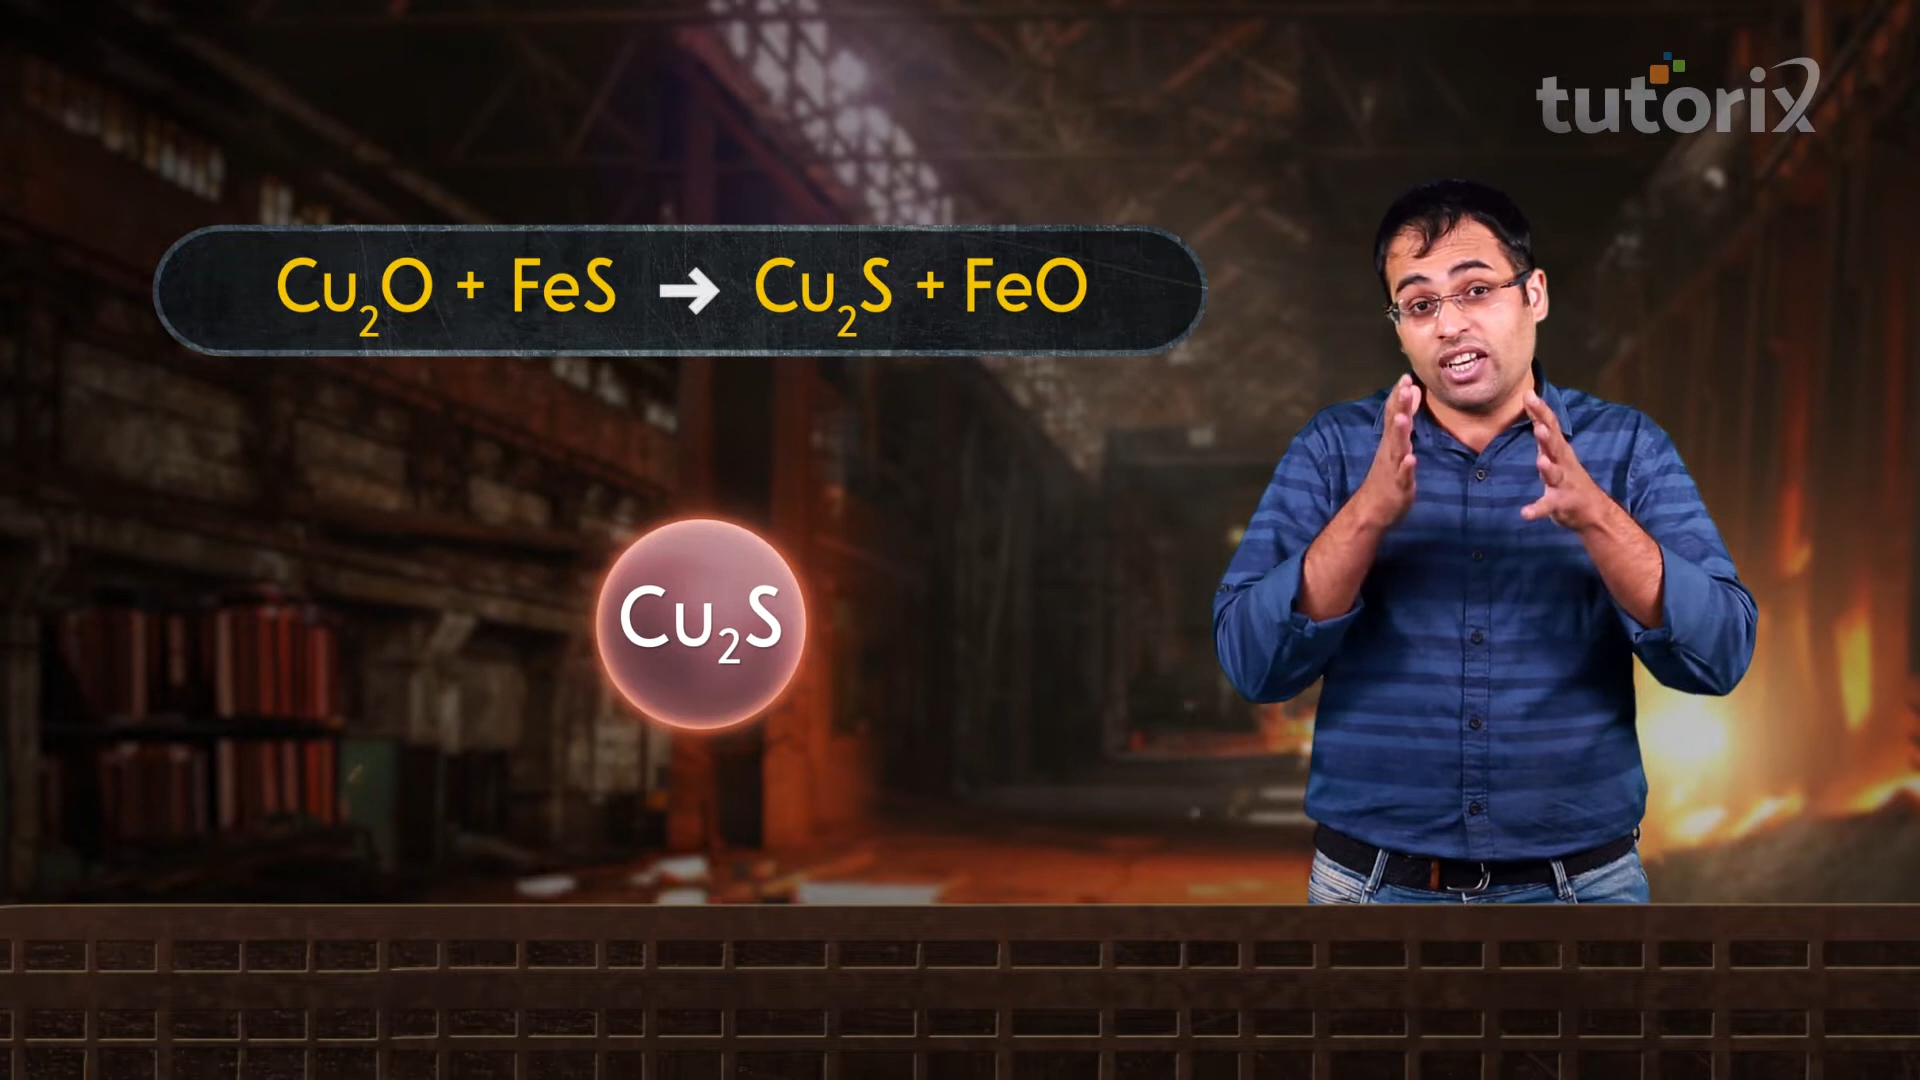 tutorix
Cu₂O + FeS → Cu₂S + FeO
Cu₂S